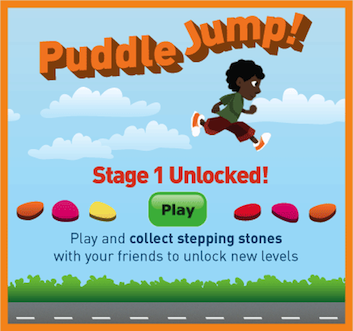 Puddle Jump!
Stage 1 Unlocked!
Play
Play and collect stepping stones
with your friends to unlock new levels